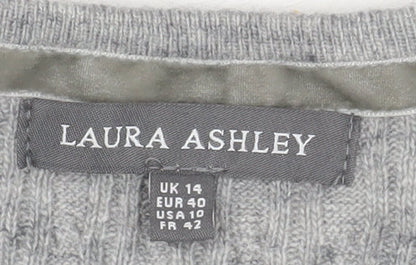 LAURA ASHLEY
UK 14
EUR 40
USA 10
FR 42